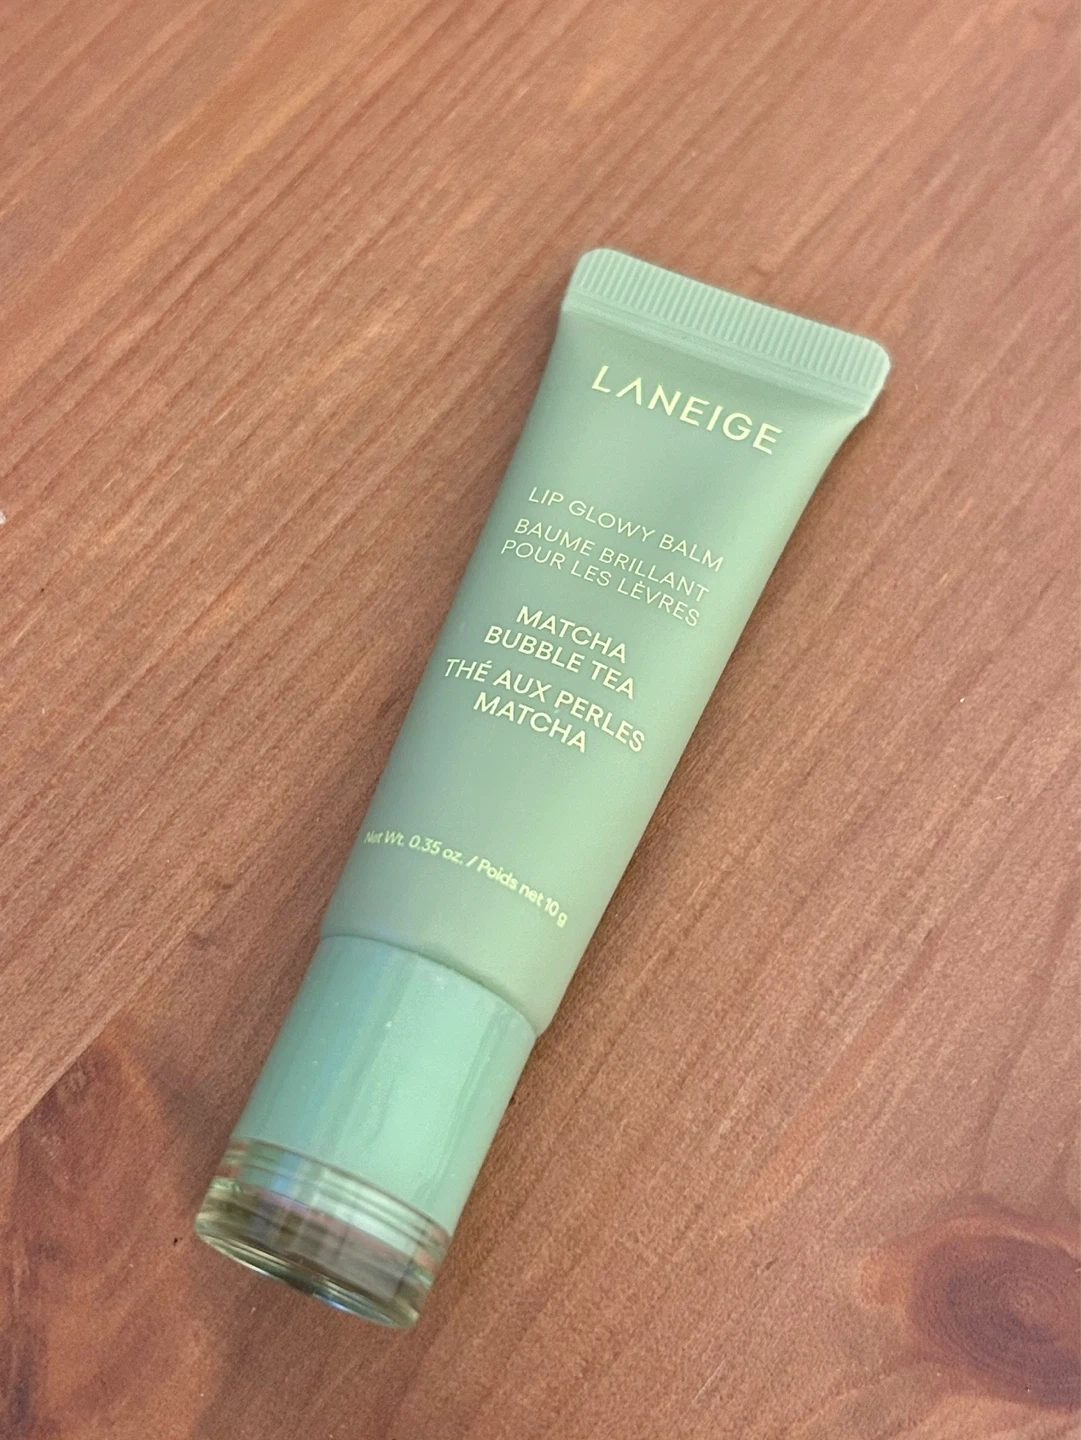 LANEIGE
LIP GLOWY BALM
BAUME BRILLANT
POUR LES LÈVRES
MATCHA
BUBBLE TEA
THÉ AUX PERLES
MATCHA
Net Wt. 0.35 oz. / Poids net 10 g